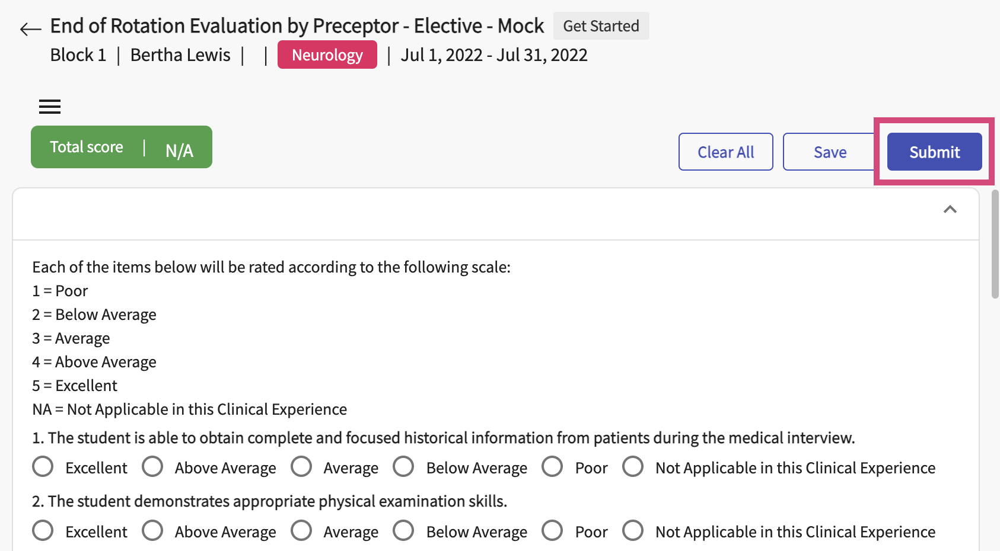 End of Rotation Evaluation by Preceptor - Elective - Mock Get Started
Block 1 | Bertha Lewis | | Neurology | Jul 1, 2022 - Jul 31, 2022
Total score | N/A
Clear All Save Submit
Each of the items below will be rated according to the following scale:
1 = Poor
2 = Below Average
3 = Average
4 = Above Average
5 = Excellent
NA = Not Applicable in this Clinical Experience
1. The student is able to obtain complete and focused historical information from patients during the medical interview.
Excellent Above Average Average Below Average Poor Not Applicable in this Clinical Experience
2. The student demonstrates appropriate physical examination skills.
Excellent Above Average Average Below Average Poor Not Applicable in this Clinical Experience